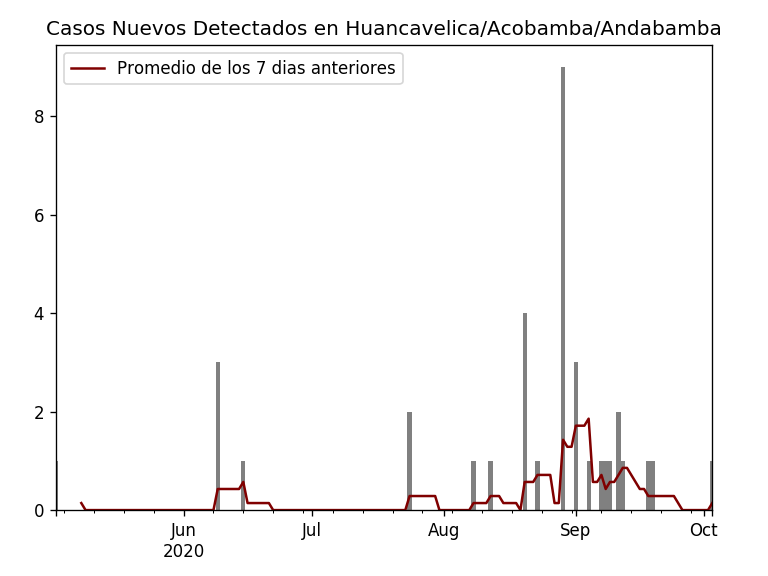 Casos Nuevos Detectados en Huancavelica/Acobamba/Andabamba
Promedio de los 7 dias anteriores
8
6
4
2
0
Jun Jul Aug Sep Oct
2020